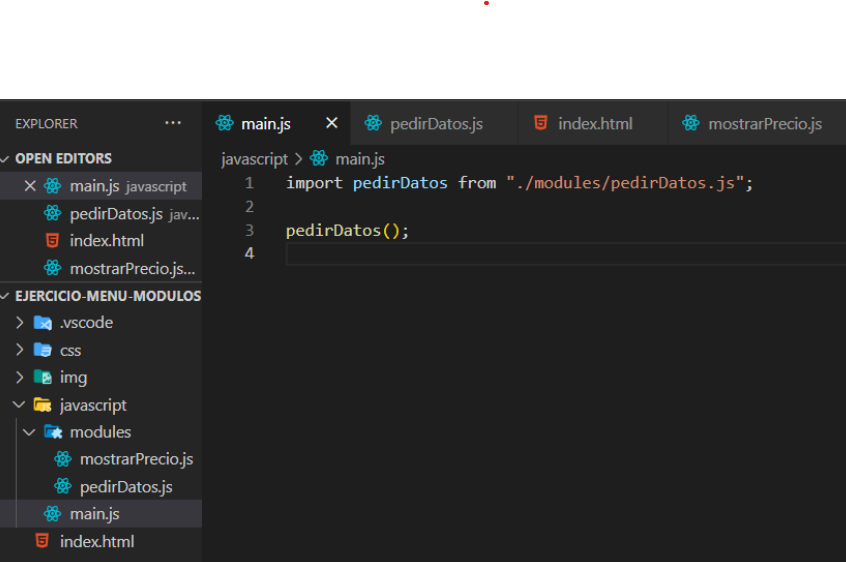 EXPLORER ...
OPEN EDITORS
main.js javascript
pedirDatos.js jav...
index.html
mostrarPrecio.js...
EJERCICIO-MENU-MODULOS
.vscode
css
img
javascript
modules
mostrarPrecio.js
pedirDatos.js
main.js
index.html
main.js pedirDatos.js index.html mostrarPrecio.js
javascript > main.js
1 import pedirDatos from "./modules/pedirDatos.js";
2
3 pedirDatos();
4